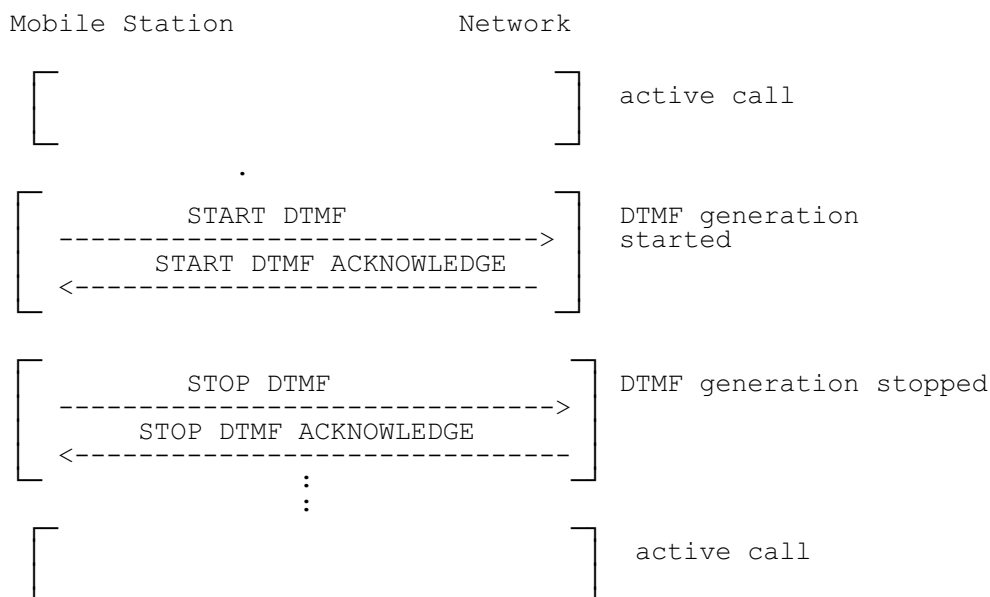 Mobile Station Network
active call
START DTMF
DTMF generation
started
START DTMF ACKNOWLEDGE
STOP DTMF
DTMF generation stopped
STOP DTMF ACKNOWLEDGE
active call